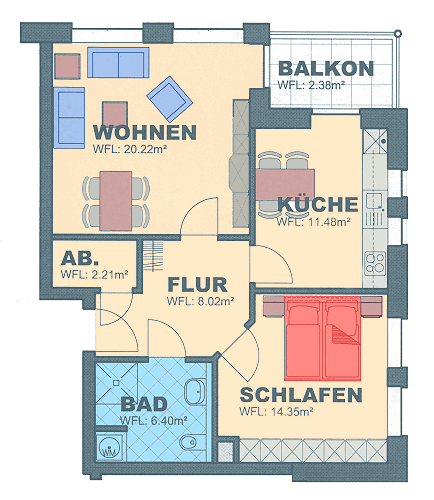 BALKON
WFL: 2.38m²
WOHNEN
WFL: 20.22m²
KÜCHE
WFL: 11.48m²
AB.
WFL: 2.21m²
FLUR
WFL: 8.02m²
SCHLAFEN
WFL: 14.35m²
BAD
WFL: 6.40m²
WM